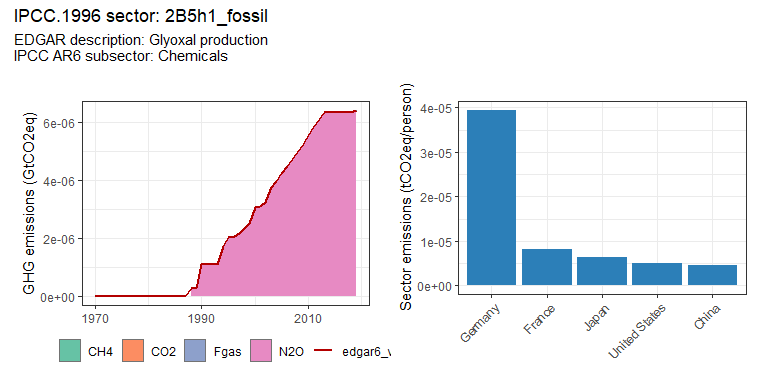 IPCC.1996 sector: 2B5h1_fossil
EDGAR description: Glyoxal production
IPCC AR6 subsector: Chemicals
GHG emissions (GtCO2eq)
6e-06
4e-06
2e-06
0e+00
1970
1990
2010
CH4
CO2
Fgas
N2O
edgar6_v
Sector emissions (tCO2eq/person)
4e-05
3e-05
2e-05
1e-05
0e+00
Germany
France
Japan
United States
China